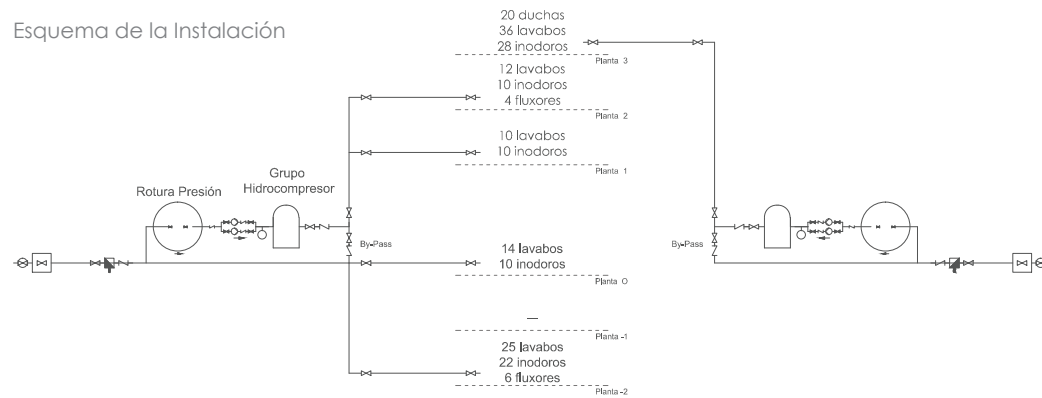 Esquema de la Instalación
20 duchas
36 lavabos
28 inodoros
Planta 3
12 lavabos
10 inodoros
4 fluxores
Planta 2
10 lavabos
10 inodoros
Planta 1
Rotura Presión
Grupo
Hidrocompresor
By-Pass
By-Pass
14 lavabos
10 inodoros
Planta O
—
Planta -1
25 lavabos
22 inodoros
6 fluxores
Planta -2